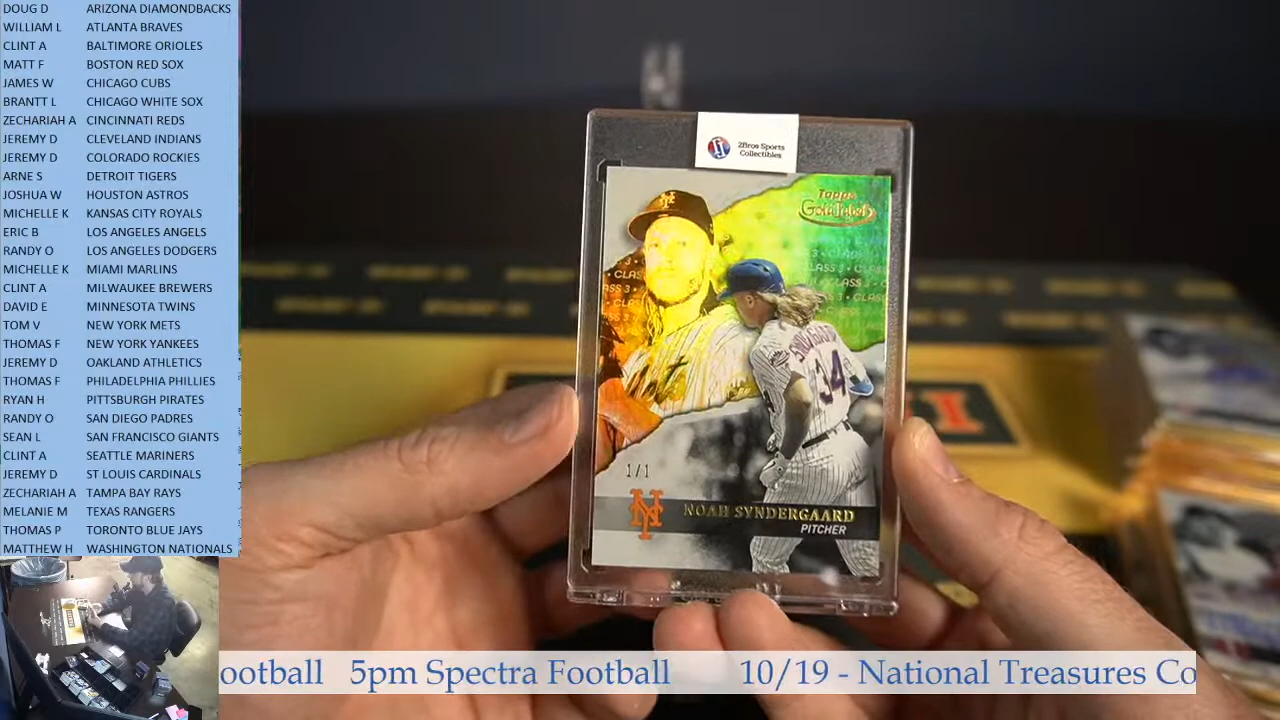 DOUG D ARIZONA DIAMONDBACKS
WILLIAM L ATLANTA BRAVES
CLINT A BALTIMORE ORIOLES
MATT F BOSTON RED SOX
JAMES W CHICAGO CUBS
BRANTT L CHICAGO WHITE SOX
ZECHARIAH A CINCINNATI REDS
JEREMY D CLEVELAND INDIANS
JEREMY D COLORADO ROCKIES
ARNE S DETROIT TIGERS
JOSHUA W HOUSTON ASTROS
MICHELLE K KANSAS CITY ROYALS
ERIC B LOS ANGELES ANGELS
RANDY O LOS ANGELES DODGERS
MICHELLE K MIAMI MARLINS
CLINT A MILWAUKEE BREWERS
DAVID E MINNESOTA TWINS
TOM V NEW YORK METS
THOMAS F NEW YORK YANKEES
JEREMY D OAKLAND ATHLETICS
THOMAS F PHILADELPHIA PHILLIES
RYAN H PITTSBURGH PIRATES
RANDY O SAN DIEGO PADRES
SEAN L SAN FRANCISCO GIANTS
CLINT A SEATTLE MARINERS
JEREMY D ST LOUIS CARDINALS
ZECHARIAH A TAMPA BAY RAYS
MELANIE M TEXAS RANGERS
THOMAS P TORONTO BLUE JAYS
MATTHEW H WASHINGTON NATIONALS
2Bros Sports
Collectibles
Topps
Gold Label
CLASS 3
34
1/1
NY
NOAH SYNDERGAARD
PITCHER
ootball 5pm Spectra Football 10/19 - National Treasures Co